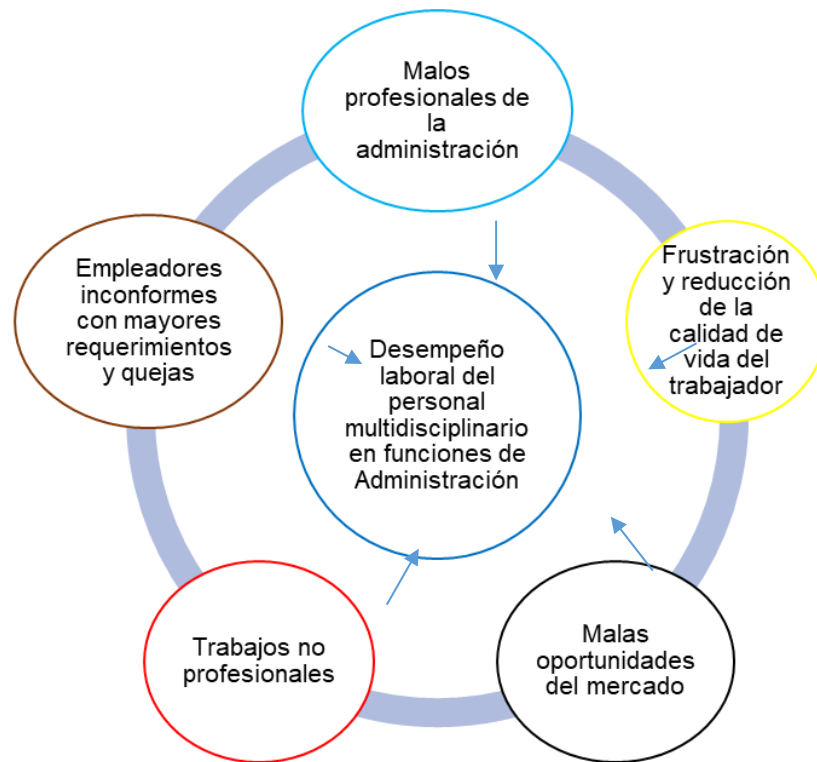 Malos
profesionales de
la
administración
Frustración
y reducción
de la
calidad de
vida del
trabajador
Malas
oportunidades
del mercado
Trabajos no
profesionales
Empleadores
inconformes
con mayores
requerimientos
y quejas
Desempeño
laboral del
personal
multidisciplinario
en funciones de
Administración